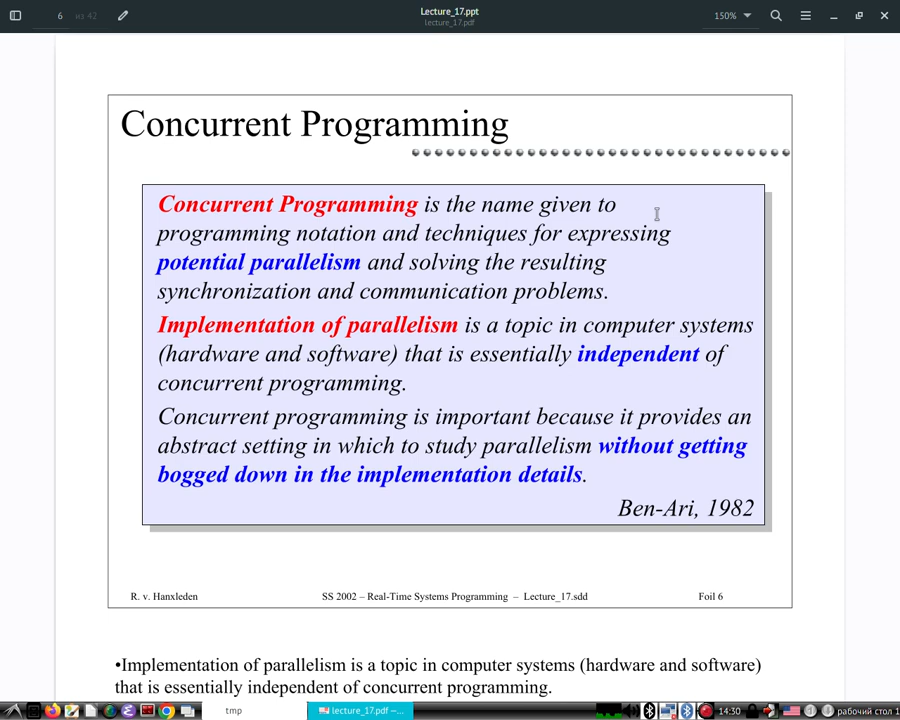 6 из 42
Lecture_17.ppt
lecture_17.pdf
150%
Concurrent Programming
Concurrent Programming is the name given to
programming notation and techniques for expressing
potential parallelism and solving the resulting
synchronization and communication problems.
Implementation of parallelism is a topic in computer systems
(hardware and software) that is essentially independent of
concurrent programming.
Concurrent programming is important because it provides an
abstract setting in which to study parallelism without getting
bogged down in the implementation details.
Ben-Ari, 1982
R. v. Hanxleden SS 2002 – Real-Time Systems Programming – Lecture_17.sdd Foil 6
•Implementation of parallelism is a topic in computer systems (hardware and software)
that is essentially independent of concurrent programming.
tmp lecture_17.pdf —... 14:30 рабочий стол 1